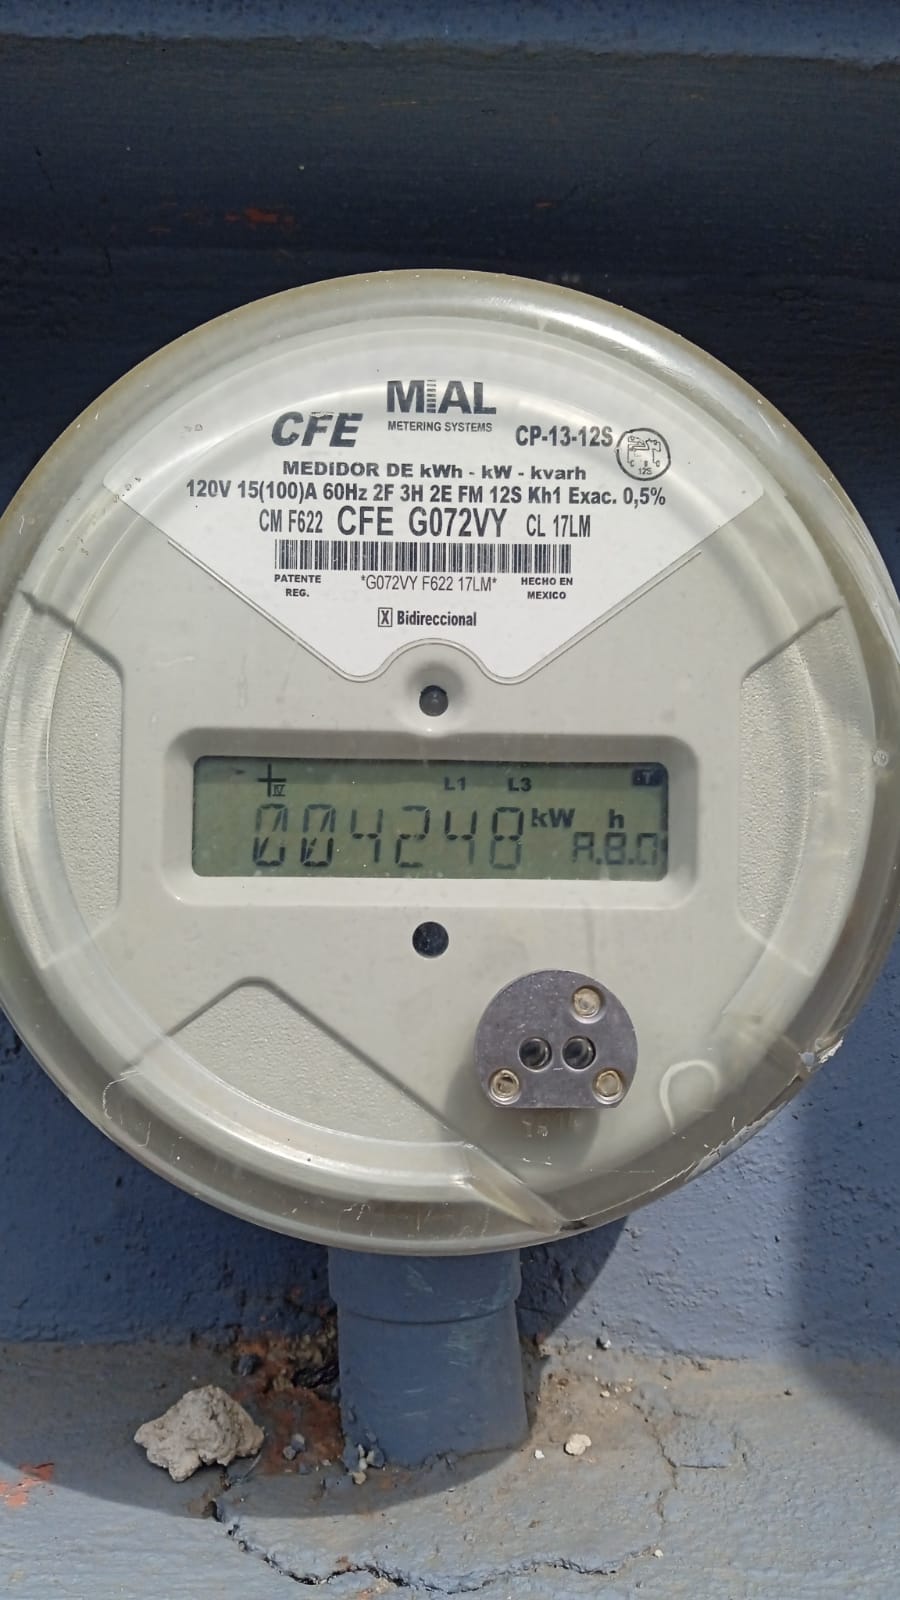 MIAL
CFE METERING SYSTEMS CP-13-12S
12S
MEDIDOR DE kWh - kW - kvarh
120V 15(100)A 60Hz 2F 3H 2E FM 12S Kh1 Exac. 0,5%
CM F622 CFE G072VY CL 17LM
PATENTE REG. *G072VY F622 17LM* HECHO EN MEXICO
X Bidireccional
L1 L3 T
004248 kW h